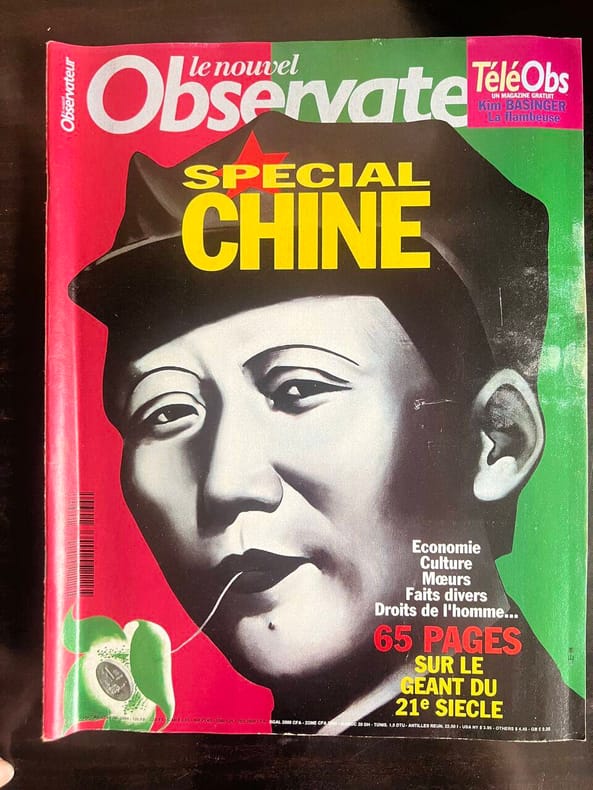 Observateur
le nouvel
Observate
TéléObs
UN MAGAZINE GRATUIT
Kim BASINGER
La flambeuse
SPECIAL
CHINE
Economie
Culture
Mœurs
Faits divers
Droits de l'homme...
65 PAGES
SUR LE
GEANT DU
21e SIECLE